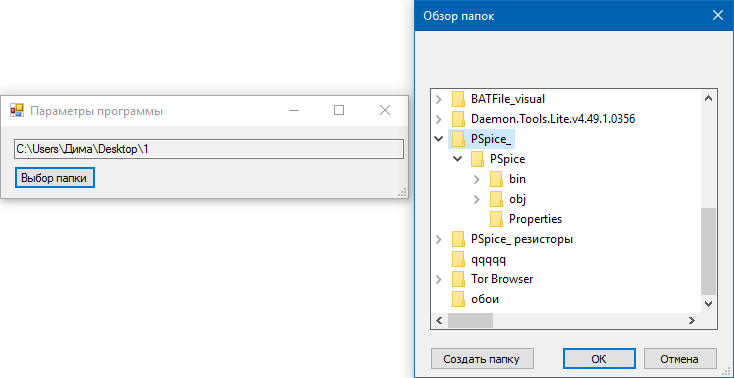 Параметры программы
C:\Users\Дима\Desktop\1
Выбор папки
Обзор папок
BATFile_visual
Daemon.Tools.Lite.v4.49.1.0356
PSpice_
PSpice
bin
obj
Properties
PSpice_ резисторы
qqqqq
Tor Browser
обои
Создать папку
ОК
Отмена